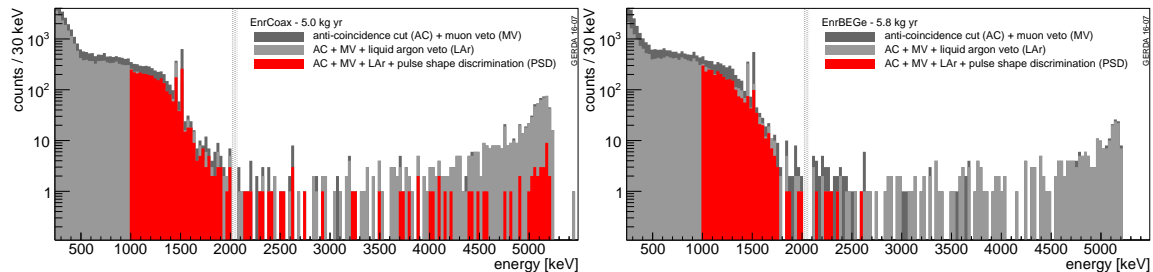 EnrCoax - 5.0 kg yr
anti-coincidence cut (AC) + muon veto (MV)
AC + MV + liquid argon veto (LAr)
AC + MV + LAr + pulse shape discrimination (PSD)
GERDA 16-07
counts / 30 keV
10³
10²
10
1
500 1000 1500 2000 2500 3000 3500 4000 4500 5000
energy [keV]
EnrBEGe - 5.8 kg yr
anti-coincidence cut (AC) + muon veto (MV)
AC + MV + liquid argon veto (LAr)
AC + MV + LAr + pulse shape discrimination (PSD)
GERDA 16-07
counts / 30 keV
10³
10²
10
1
500 1000 1500 2000 2500 3000 3500 4000 4500 5000
energy [keV]